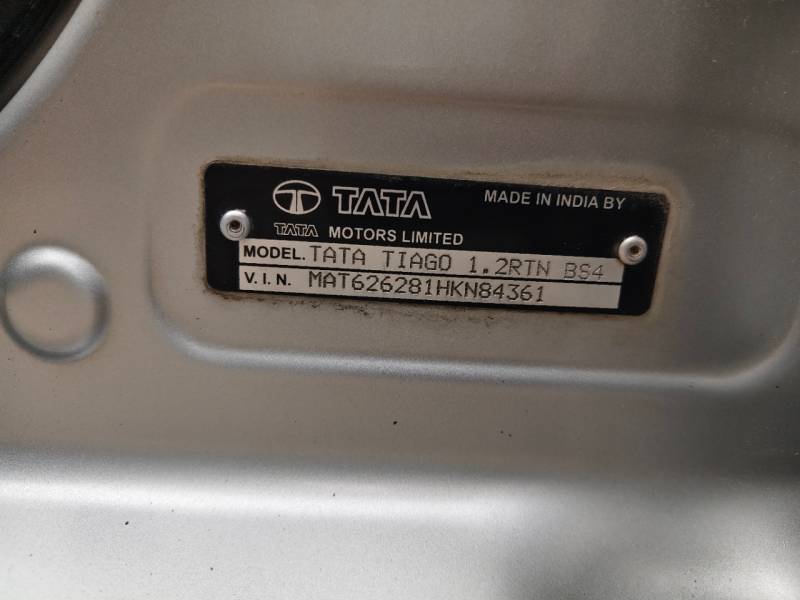 TATA MADE IN INDIA BY
TATA MOTORS LIMITED
MODEL. TATA TIAGO 1.2RTN BS4
V.I.N. MAT626281HKN84361